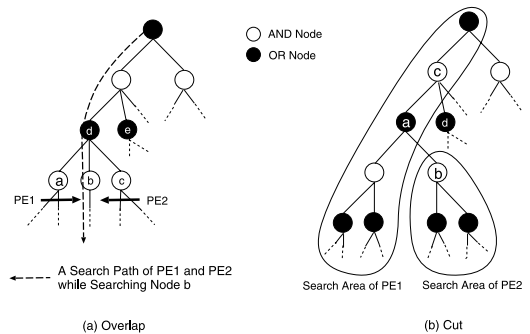 (a)
AND Node
OR Node
(b)
c
d
e
a
d
a
b
c
b
PE1
PE2
A Search Path of PE1 and PE2
while Searching Node b
Search Area of PE1
Search Area of PE2
(a) Overlap
(b) Cut